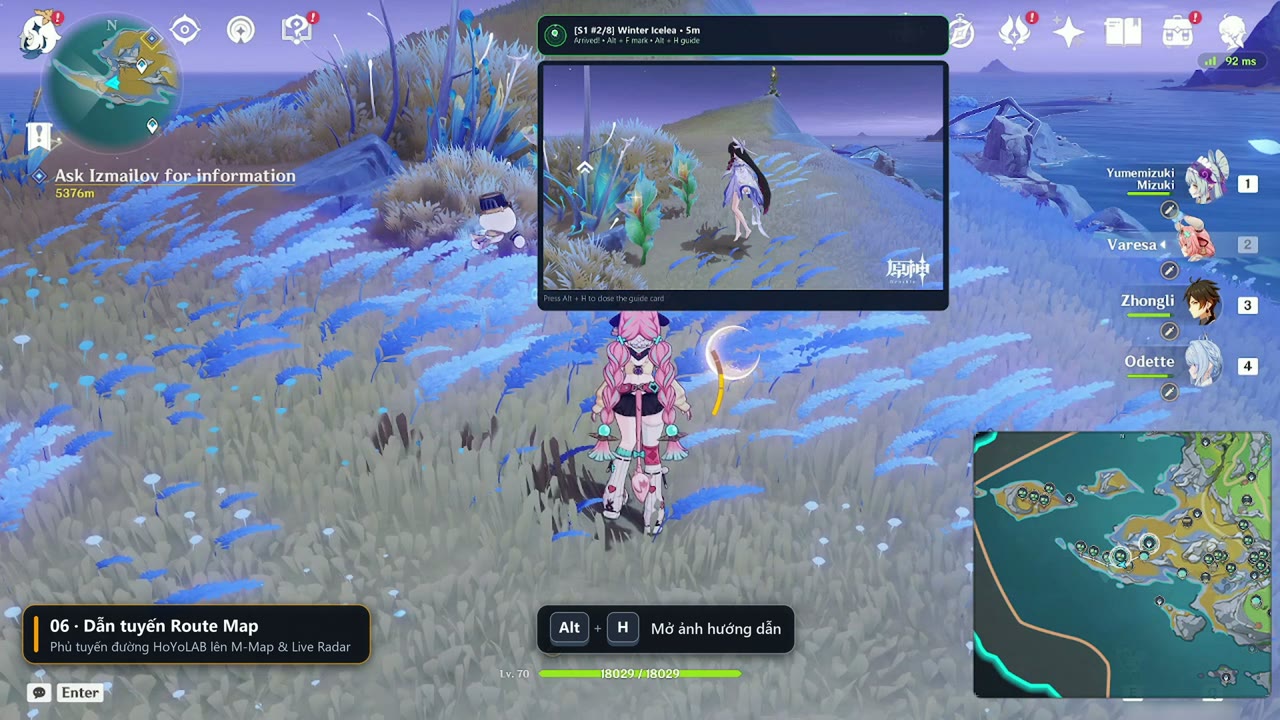 N
92 ms
[S1 #2/8] Winter Icelea • 5m
Arrived! • Alt + F mark • Alt + H guide
原神
Press Alt + H to close the guide card
Ask Izmailov for information
5376m
Yumemizuki
Mizuki
1
Varesa
2
Zhongli
3
Odette
4
06 · Dẫn tuyến Route Map
Phủ tuyến đường HoYoLAB lên M-Map & Live Radar
Alt + H Mở ảnh hướng dẫn
Lv. 70
18029 / 18029
Enter